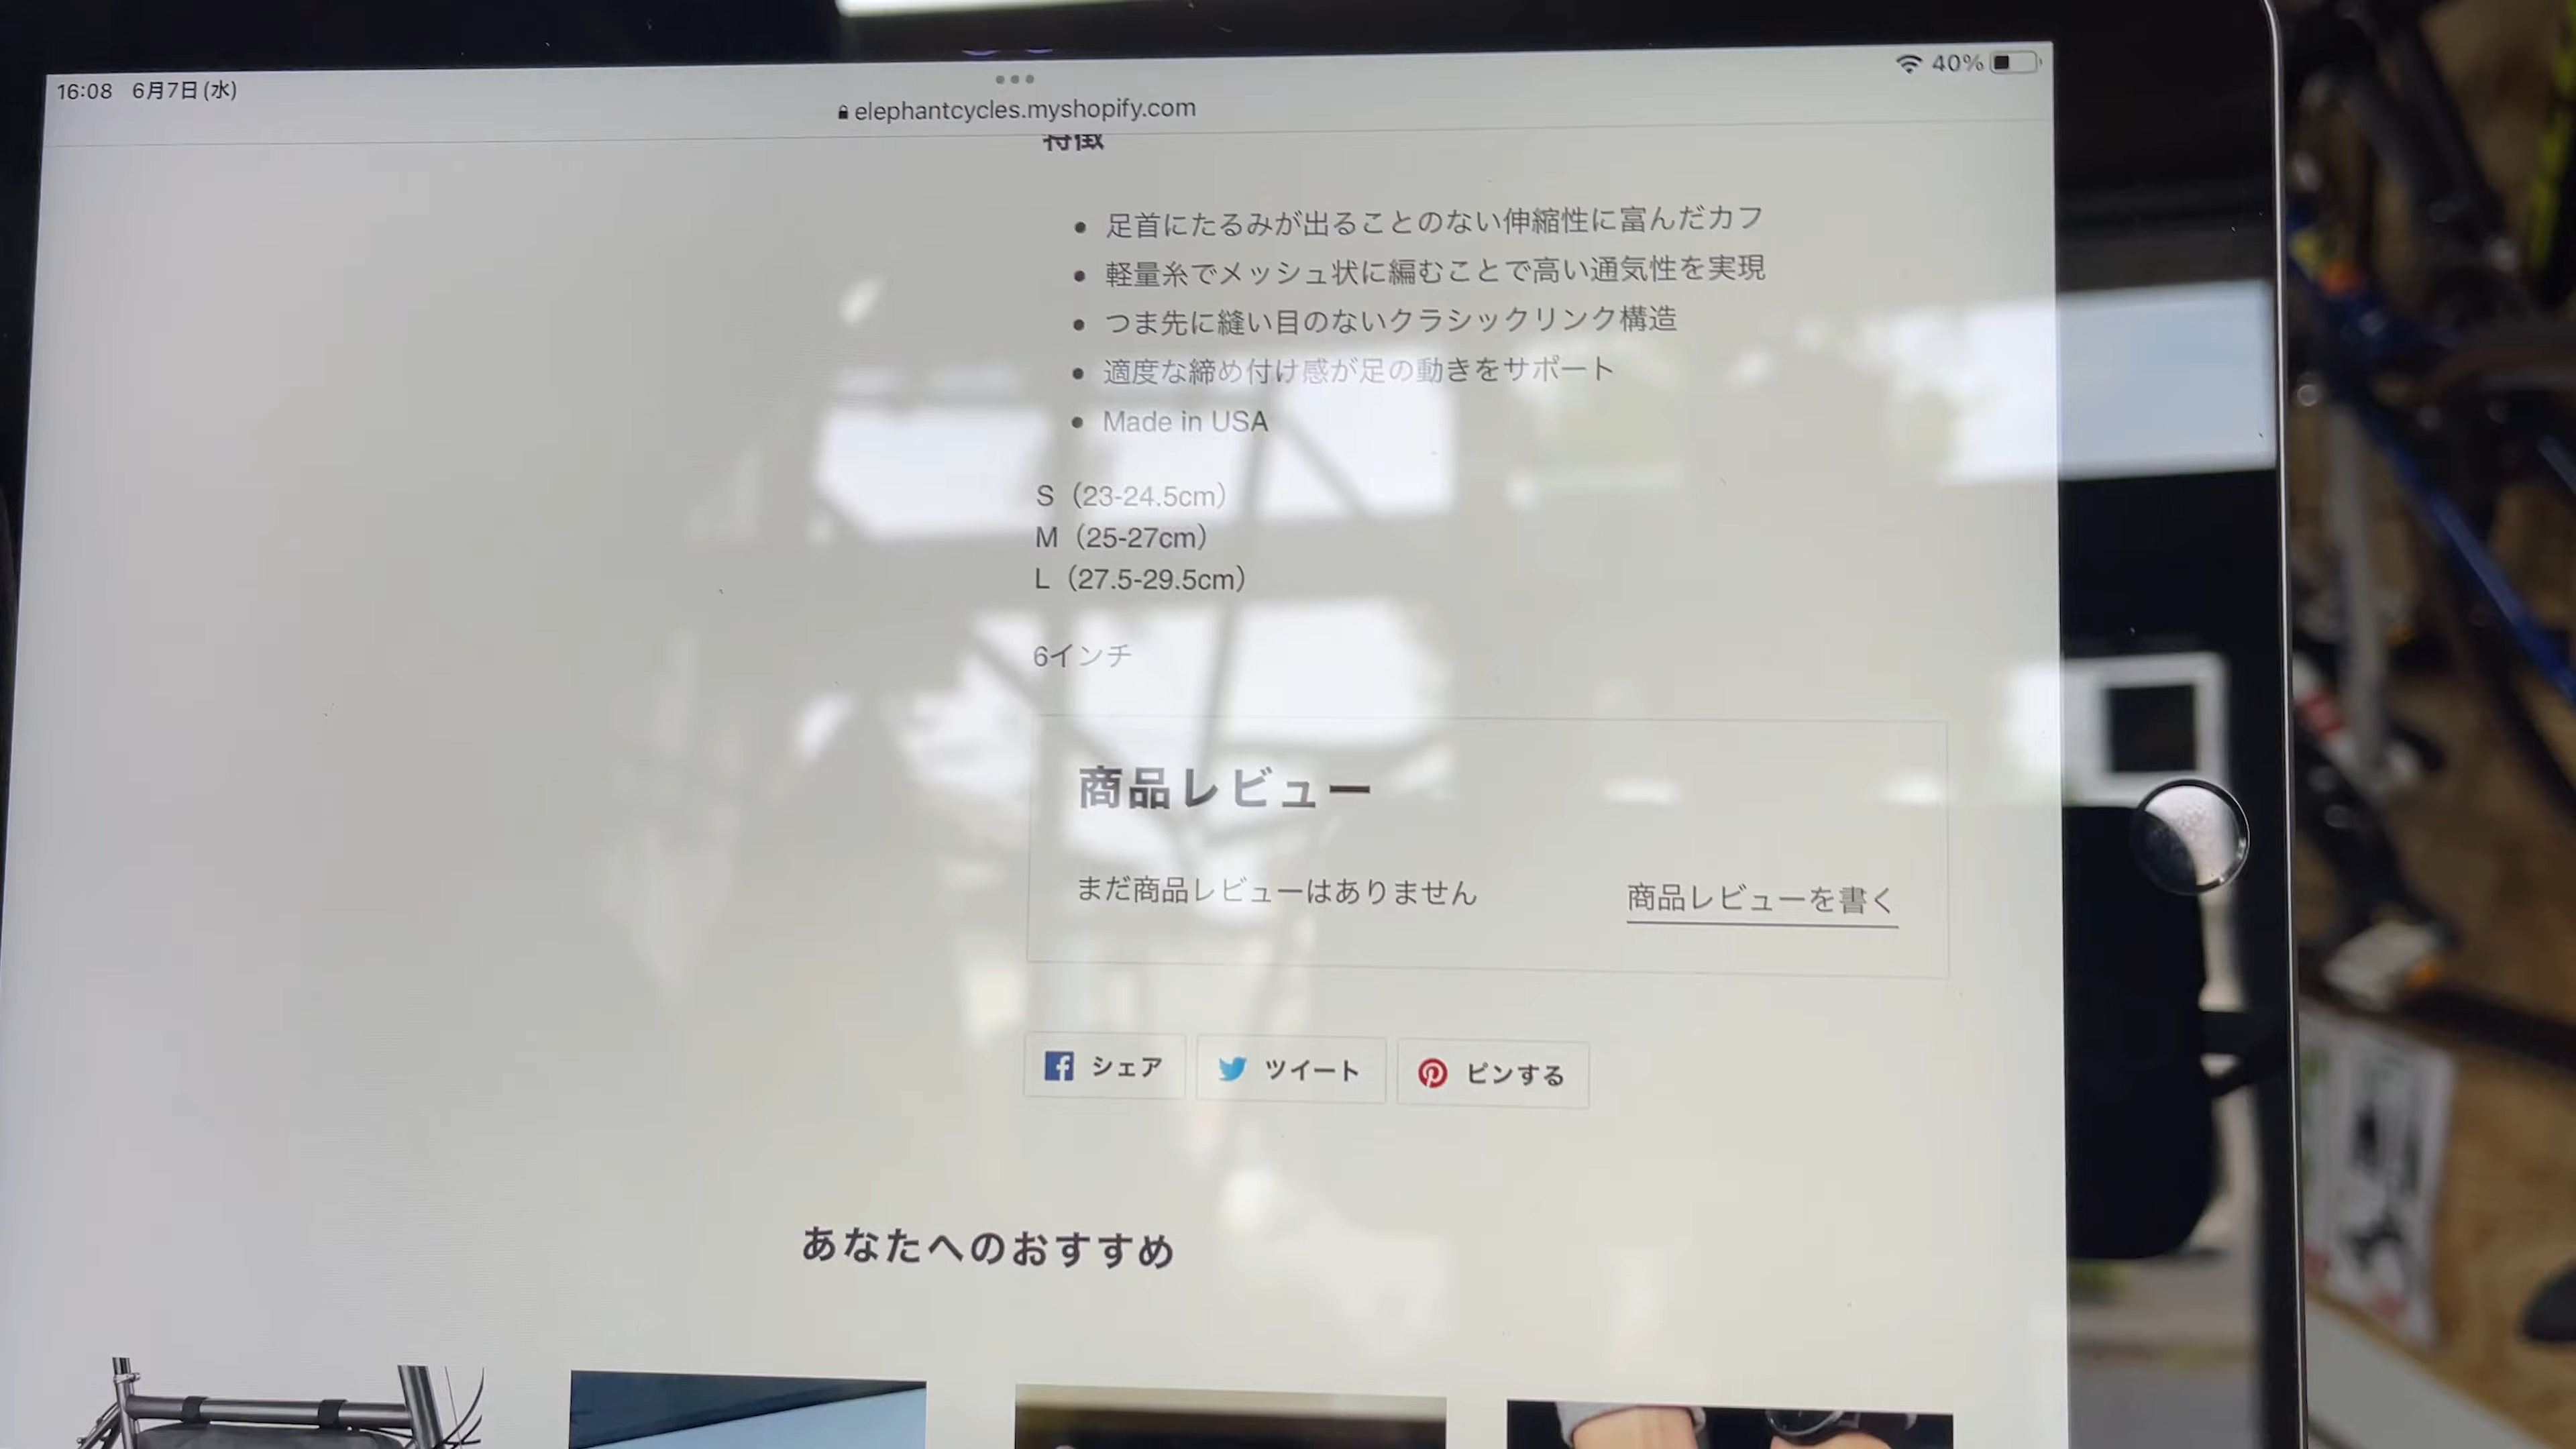 16:08 6月7日(水)
40%
elephantcycles.myshopify.com
特徴
足首にたるみが出ることのない伸縮性に富んだカフ
軽量糸でメッシュ状に編むことで高い通気性を実現
つま先に縫い目のないクラシックリンク構造
適度な締め付け感が足の動きをサポート
Made in USA
S（23-24.5cm）
M（25-27cm）
L（27.5-29.5cm）
6インチ
商品レビュー
まだ商品レビューはありません
商品レビューを書く
シェア
ツイート
ピンする
あなたへのおすすめ